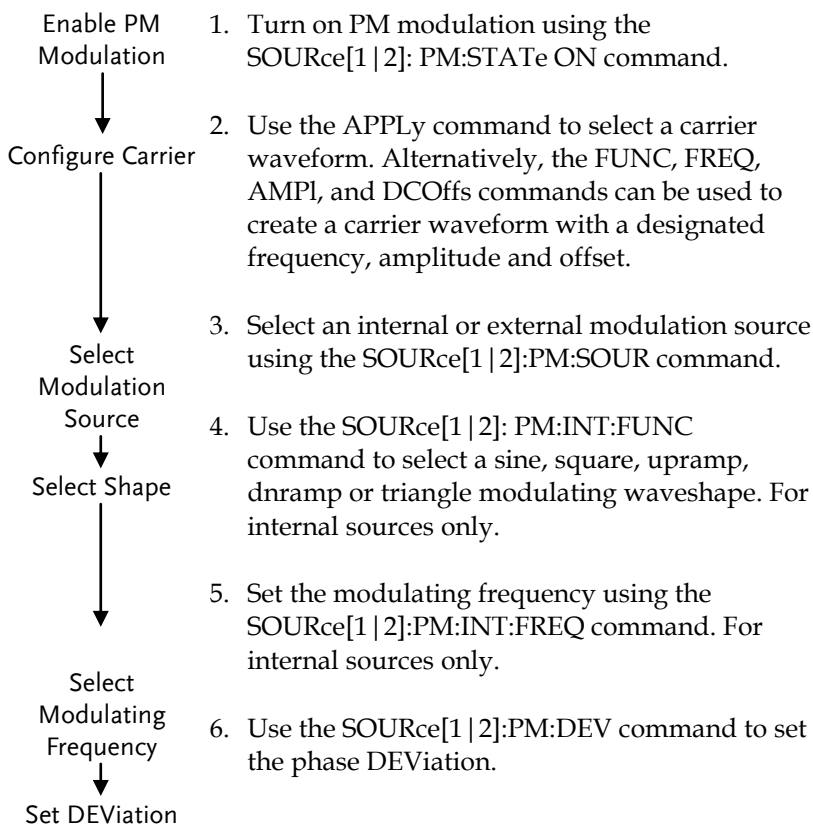 Enable PM
Modulation
1. Turn on PM modulation using the
SOURce[1|2]: PM:STATe ON command.
Configure Carrier
2. Use the APPLy command to select a carrier
waveform. Alternatively, the FUNC, FREQ,
AMPl, and DCOffs commands can be used to
create a carrier waveform with a designated
frequency, amplitude and offset.
Select
Modulation
Source
3. Select an internal or external modulation source
using the SOURce[1|2]:PM:SOUR command.
Select Shape
4. Use the SOURce[1|2]: PM:INT:FUNC
command to select a sine, square, upramp,
dnramp or triangle modulating waveshape. For
internal sources only.
Select
Modulating
Frequency
5. Set the modulating frequency using the
SOURce[1|2]:PM:INT:FREQ command. For
internal sources only.
Set DEViation
6. Use the SOURce[1|2]:PM:DEV command to set
the phase DEViation.